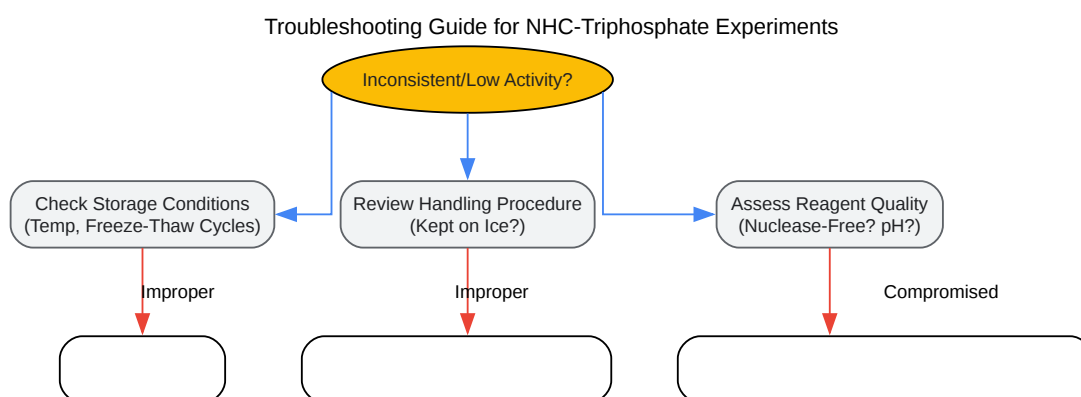 Troubleshooting Guide for NHC-Triphosphate Experiments
Inconsistent/Low Activity?
Check Storage Conditions
(Temp, Freeze-Thaw Cycles)
Review Handling Procedure
(Kept on Ice?)
Assess Reagent Quality
(Nuclease-Free? pH?)
Improper
Improper
Compromised